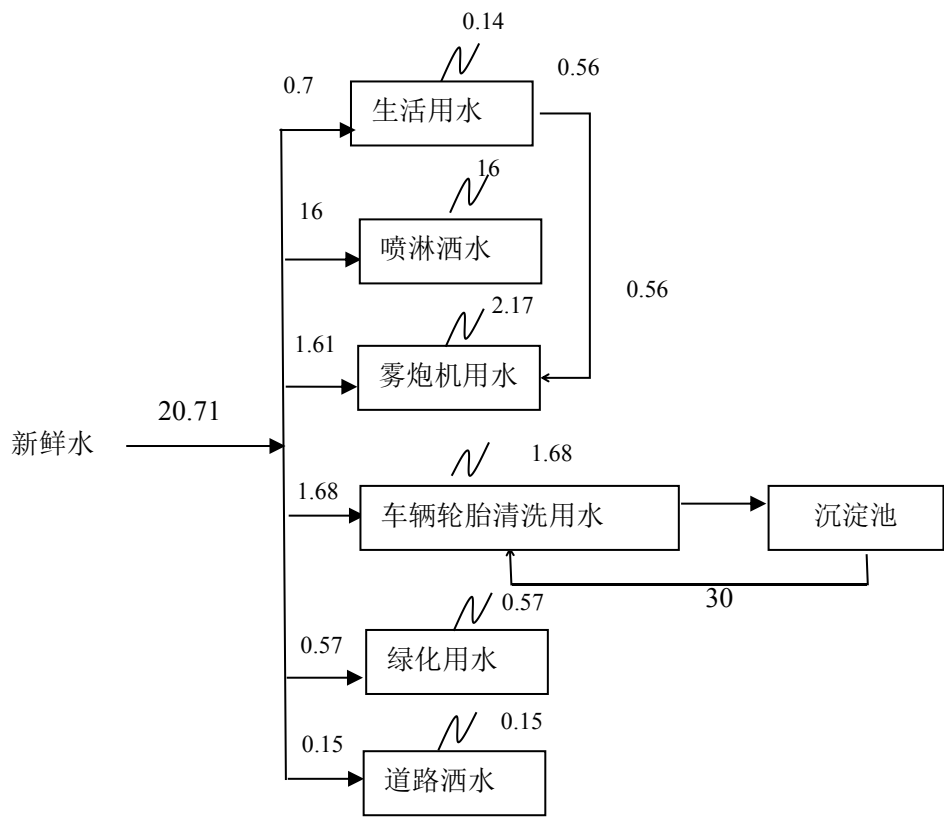 0.14
0.7
0.56
生活用水
16
16
喷淋洒水
0.56
2.17
1.61
雾炮机用水
20.71
新鲜水
1.68
1.68
车辆轮胎清洗用水
沉淀池
30
0.57
0.57
绿化用水
0.15
0.15
道路洒水